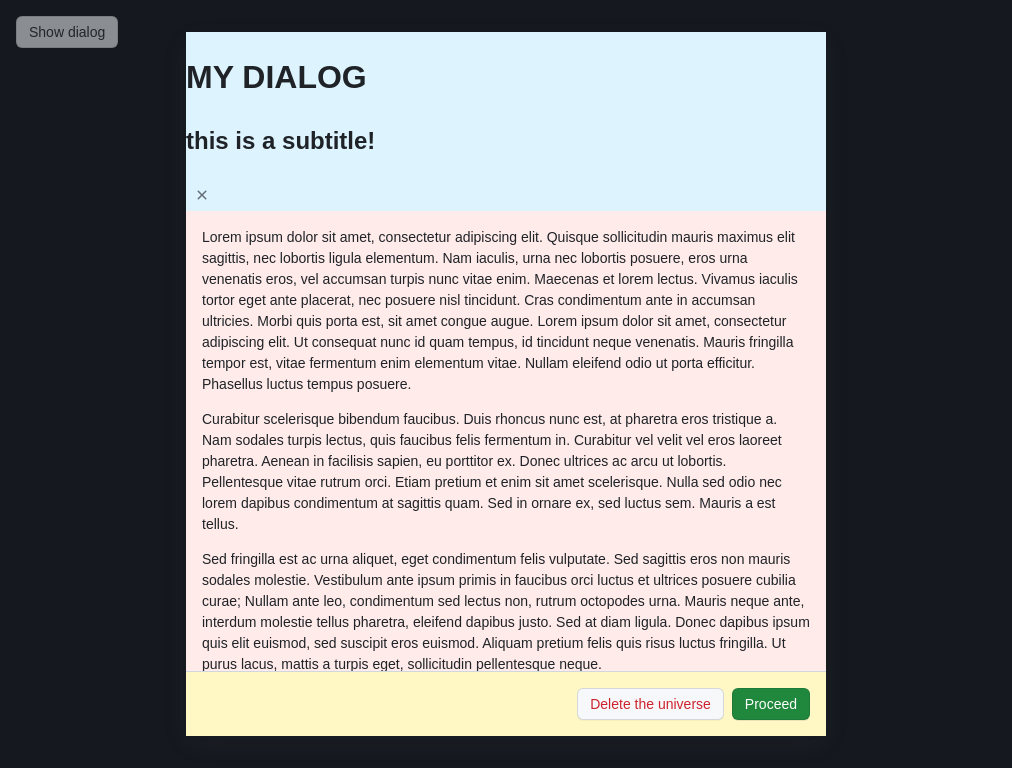 Show dialog
MY DIALOG
this is a subtitle!
✕
Lorem ipsum dolor sit amet, consectetur adipiscing elit. Quisque sollicitudin mauris maximus elit
sagittis, nec lobortis ligula elementum. Nam iaculis, urna nec lobortis posuere, eros urna
venenatis eros, vel accumsan turpis nunc vitae enim. Maecenas et lorem lectus. Vivamus iaculis
tortor eget ante placerat, nec posuere nisl tincidunt. Cras condimentum ante in accumsan
ultricies. Morbi quis porta est, sit amet congue augue. Lorem ipsum dolor sit amet, consectetur
adipiscing elit. Ut consequat nunc id quam tempus, id tincidunt neque venenatis. Mauris fringilla
tempor est, vitae fermentum enim elementum vitae. Nullam eleifend odio ut porta efficitur.
Phasellus luctus tempus posuere.
Curabitur scelerisque bibendum faucibus. Duis rhoncus nunc est, at pharetra eros tristique a.
Nam sodales turpis lectus, quis faucibus felis fermentum in. Curabitur vel velit vel eros laoreet
pharetra. Aenean in facilisis sapien, eu porttitor ex. Donec ultrices ac arcu ut lobortis.
Pellentesque vitae rutrum orci. Etiam pretium et enim sit amet scelerisque. Nulla sed odio nec
lorem dapibus condimentum at sagittis quam. Sed in ornare ex, sed luctus sem. Mauris a est
tellus.
Sed fringilla est ac urna aliquet, eget condimentum felis vulputate. Sed sagittis eros non mauris
sodales molestie. Vestibulum ante ipsum primis in faucibus orci luctus et ultrices posuere cubilia
curae; Nullam ante leo, condimentum sed lectus non, rutrum octopodes urna. Mauris neque ante,
interdum molestie tellus pharetra, eleifend dapibus justo. Sed at diam ligula. Donec dapibus ipsum
quis elit euismod, sed suscipit eros euismod. Aliquam pretium felis quis risus luctus fringilla. Ut
purus lacus, mattis a turpis eget, sollicitudin pellentesque neque.
Delete the universe
Proceed